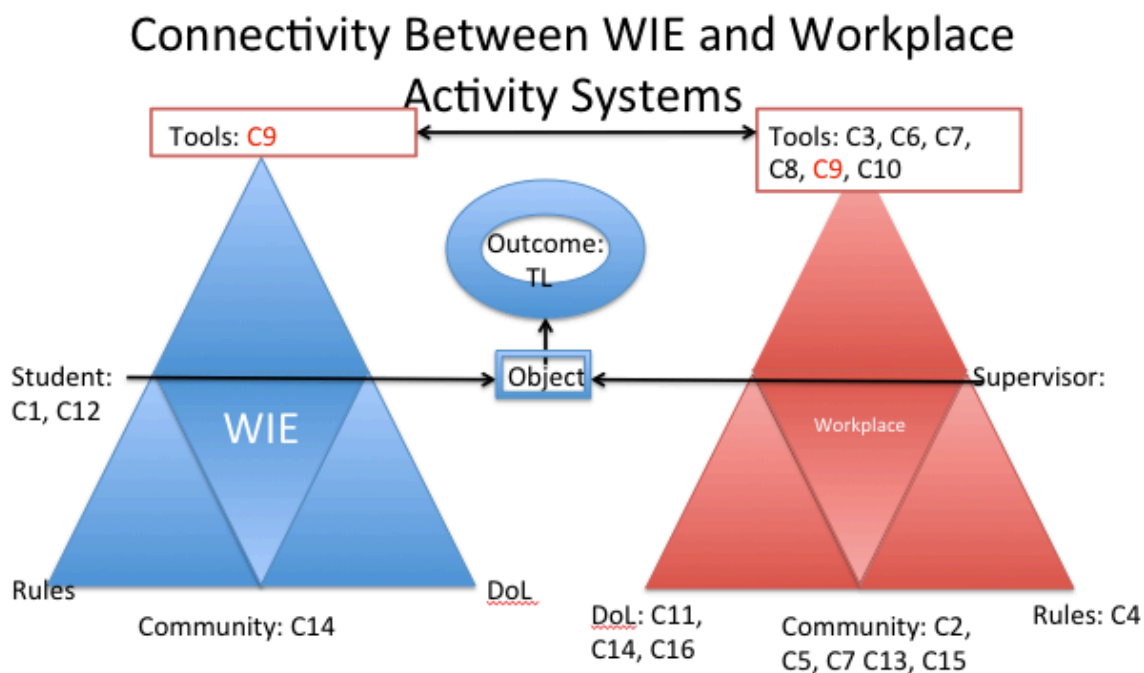 Connectivity Between WIE and Workplace
Activity Systems
Tools: C9
Tools: C3, C6, C7,
C8, C9, C10
Outcome:
TL
Student:
C1, C12
Object
Supervisor:
WIE
Workplace
Rules
DoL
Community: C14
DoL: C11,
C14, C16
Community: C2,
C5, C7 C13, C15
Rules: C4